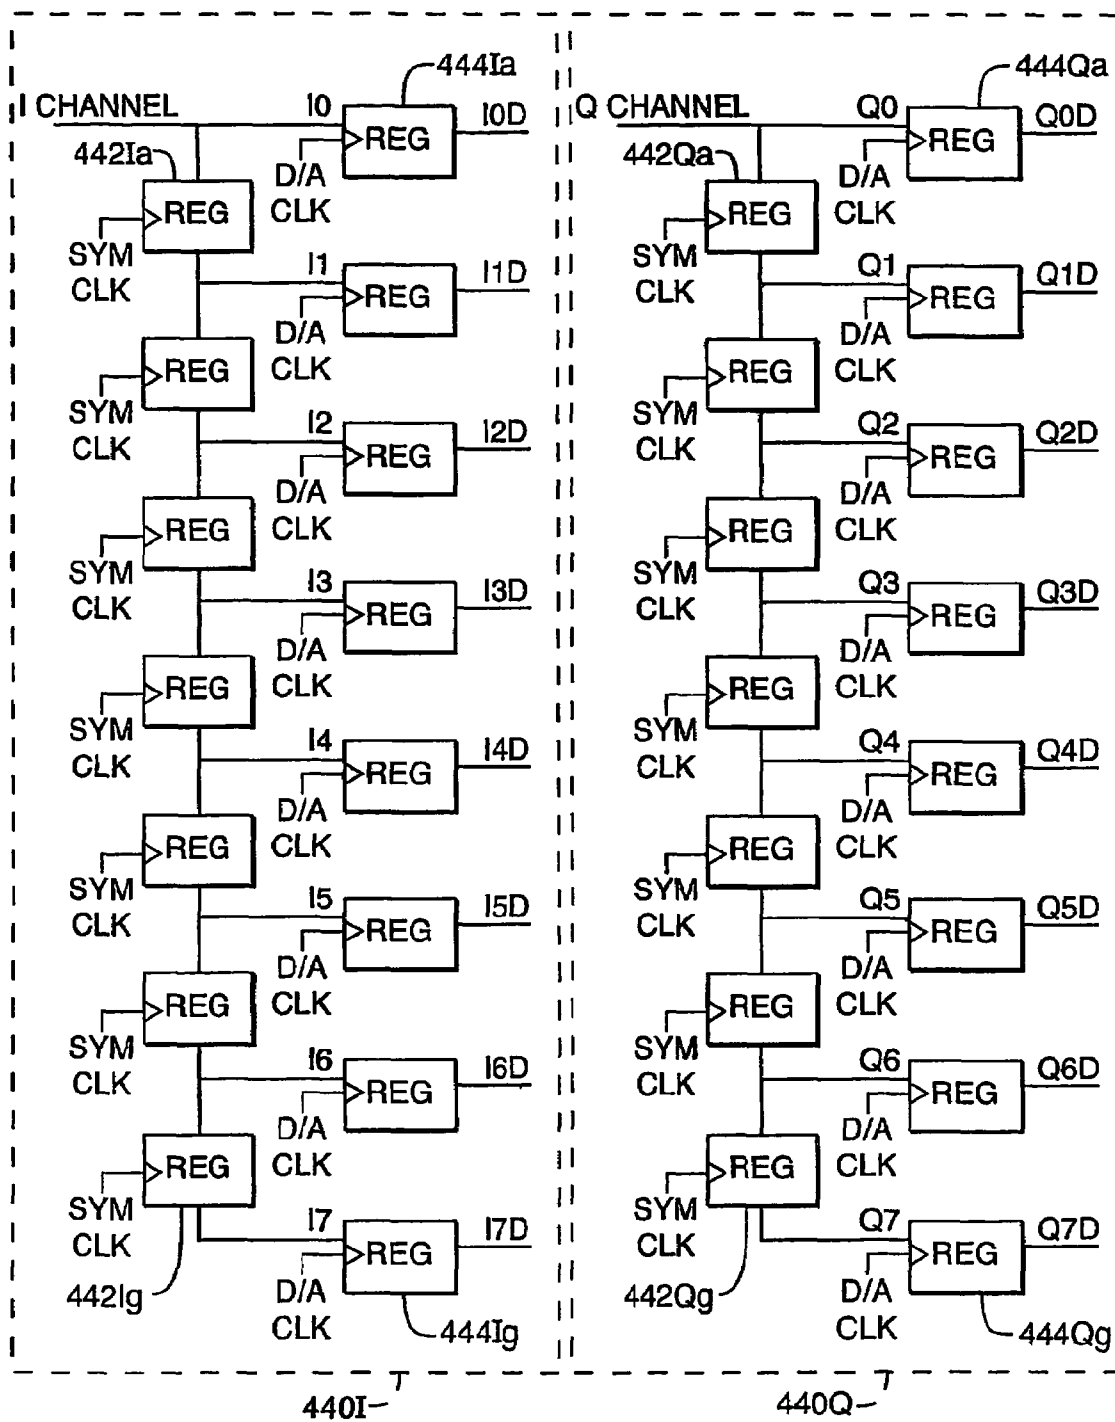 444Ia
444Qa
I CHANNEL
I0
REG
I0D
Q CHANNEL
Q0
REG
Q0D
442Ia
D/A
CLK
442Qa
D/A
CLK
REG
SYM
CLK
REG
SYM
CLK
I1
REG
I1D
Q1
REG
Q1D
D/A
CLK
D/A
CLK
REG
SYM
CLK
REG
SYM
CLK
I2
REG
I2D
Q2
REG
Q2D
D/A
CLK
D/A
CLK
REG
SYM
CLK
REG
SYM
CLK
I3
REG
I3D
Q3
REG
Q3D
D/A
CLK
D/A
CLK
REG
SYM
CLK
REG
SYM
CLK
I4
REG
I4D
Q4
REG
Q4D
D/A
CLK
D/A
CLK
REG
SYM
CLK
REG
SYM
CLK
I5
REG
I5D
Q5
REG
Q5D
D/A
CLK
D/A
CLK
REG
SYM
CLK
REG
SYM
CLK
I6
REG
I6D
Q6
REG
Q6D
D/A
CLK
D/A
CLK
REG
SYM
CLK
REG
SYM
CLK
I7
REG
I7D
Q7
REG
Q7D
442Ig
D/A
CLK
444Ig
442Qg
D/A
CLK
444Qg
440I
440Q